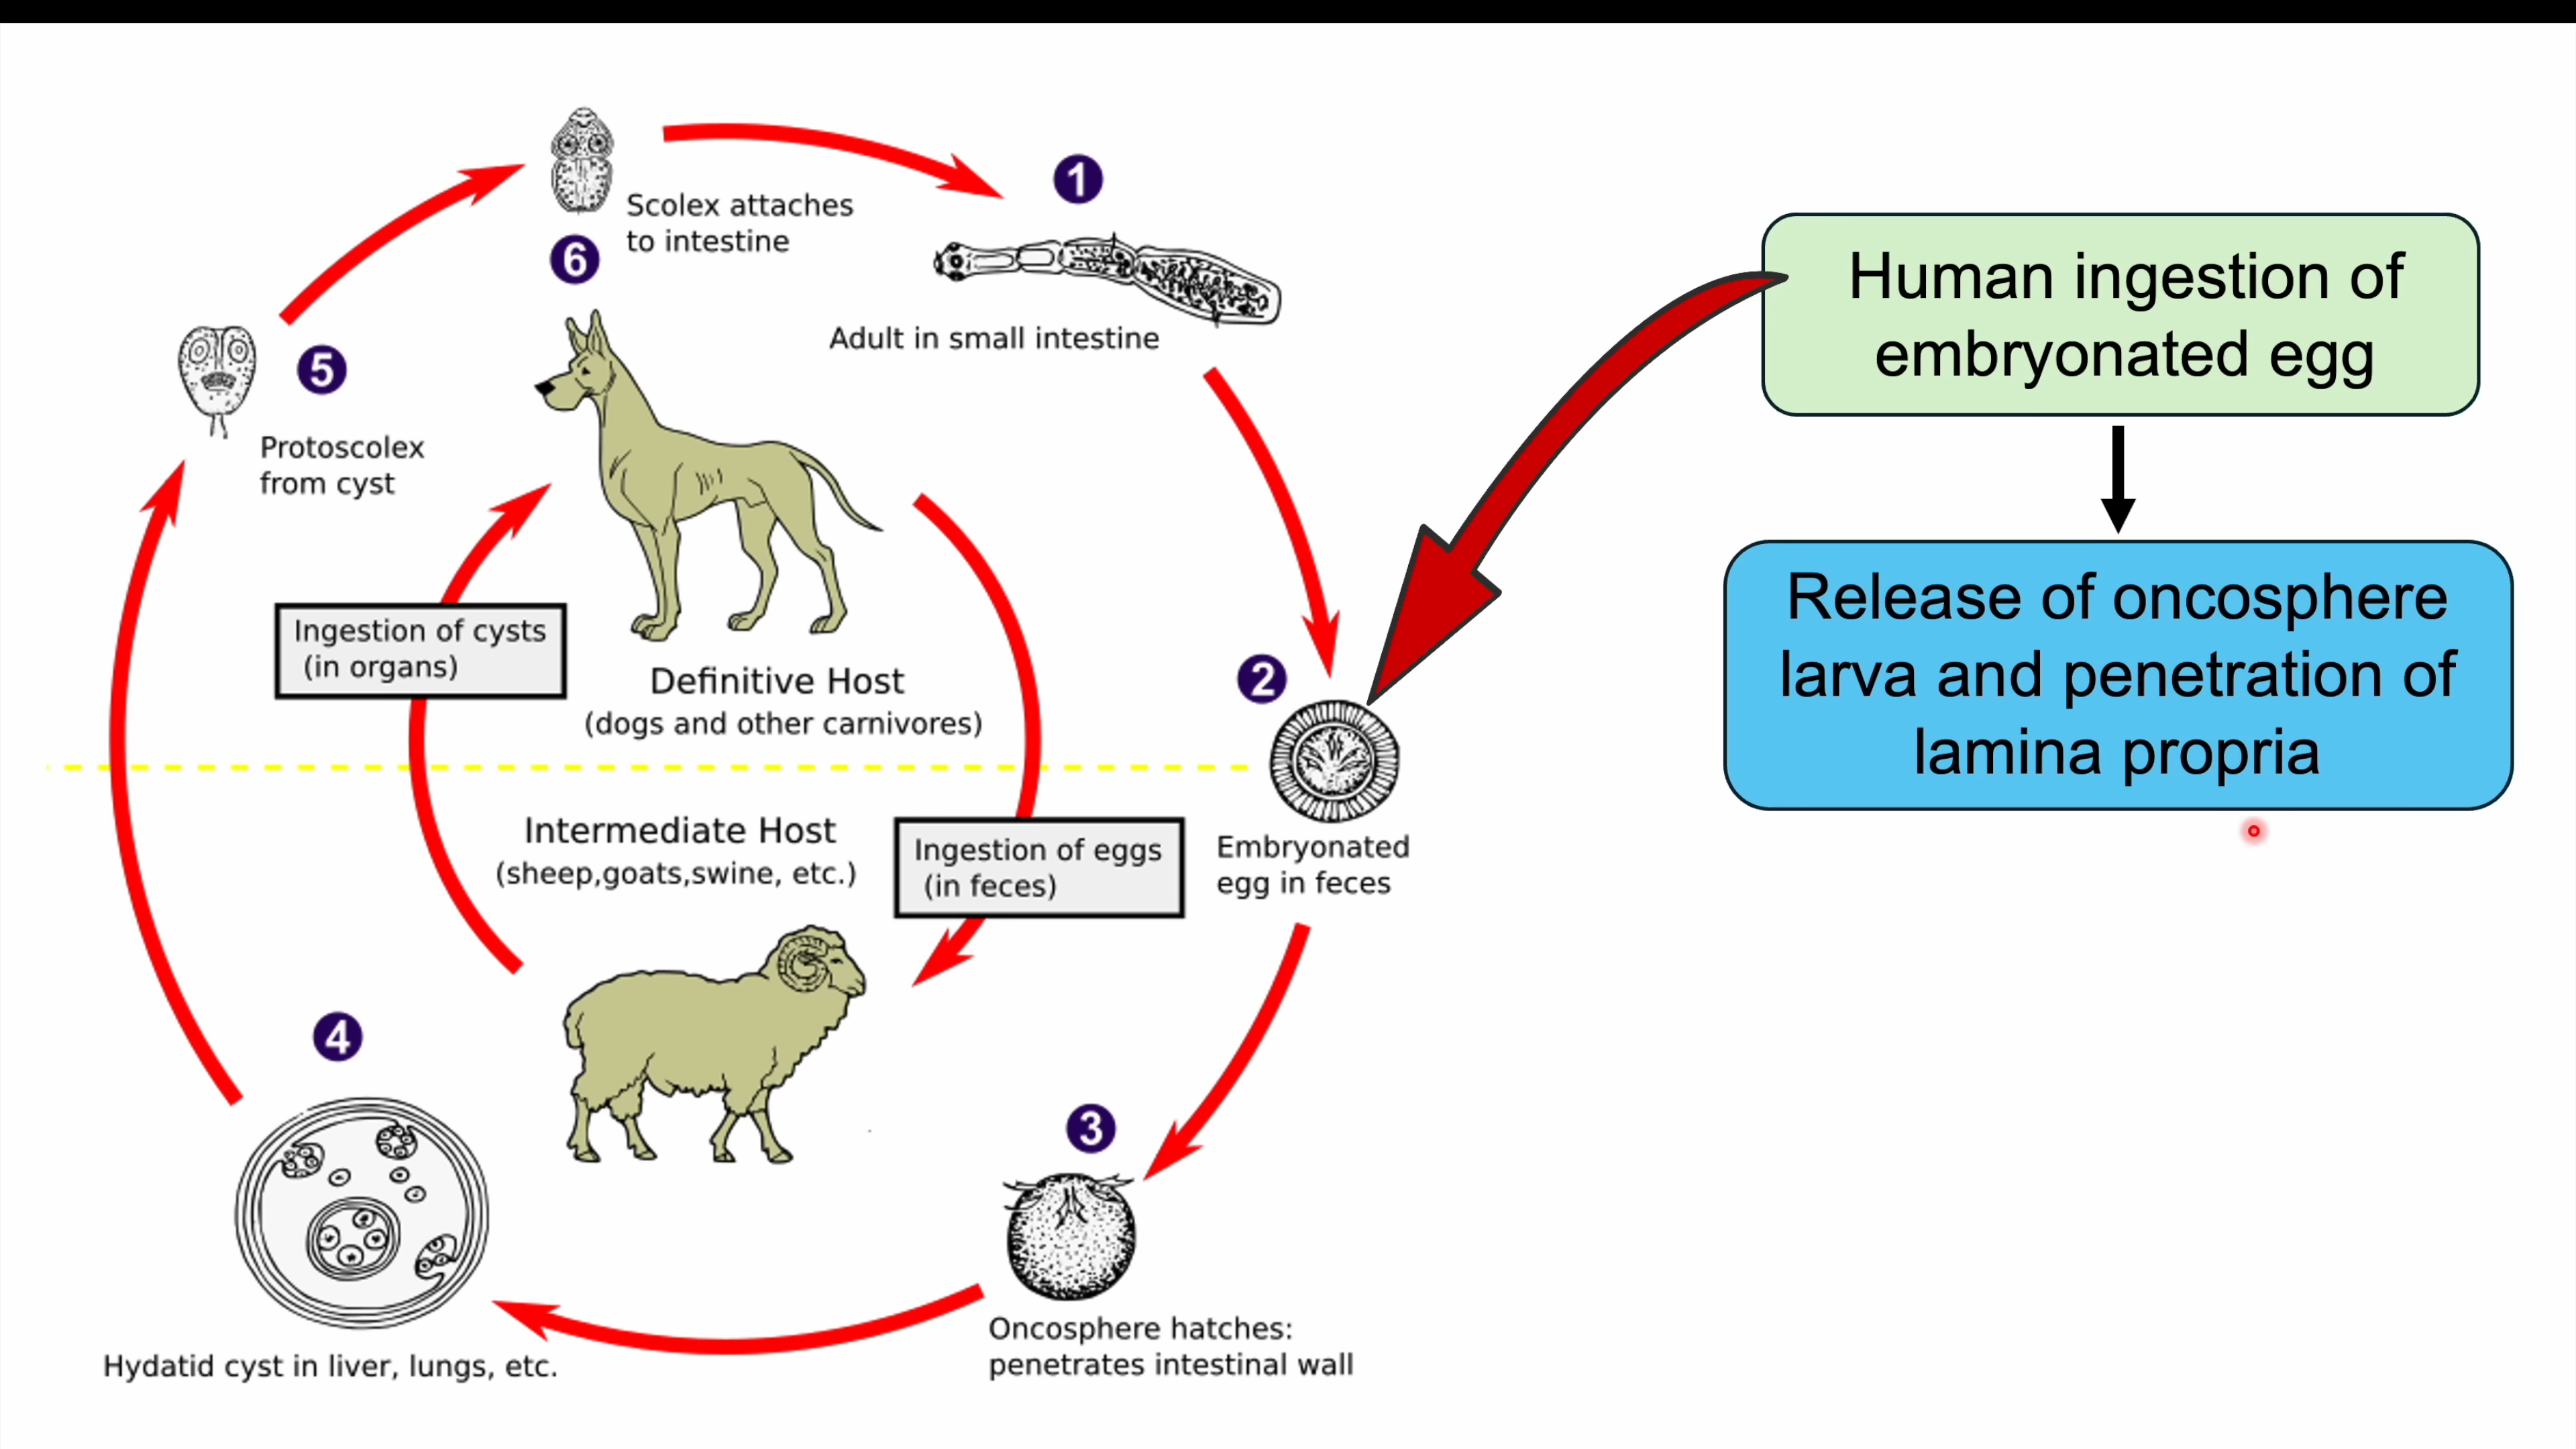 1
Scolex attaches
to intestine
6
Adult in small intestine
5
Protoscolex
from cyst
Ingestion of cysts
(in organs)
Definitive Host
(dogs and other carnivores)
2
Intermediate Host
(sheep,goats,swine, etc.)
Ingestion of eggs
(in feces)
Embryonated
egg in feces
4
3
Oncosphere hatches:
penetrates intestinal wall
Hydatid cyst in liver, lungs, etc.
Human ingestion of
embryonated egg
Release of oncosphere
larva and penetration of
lamina propria